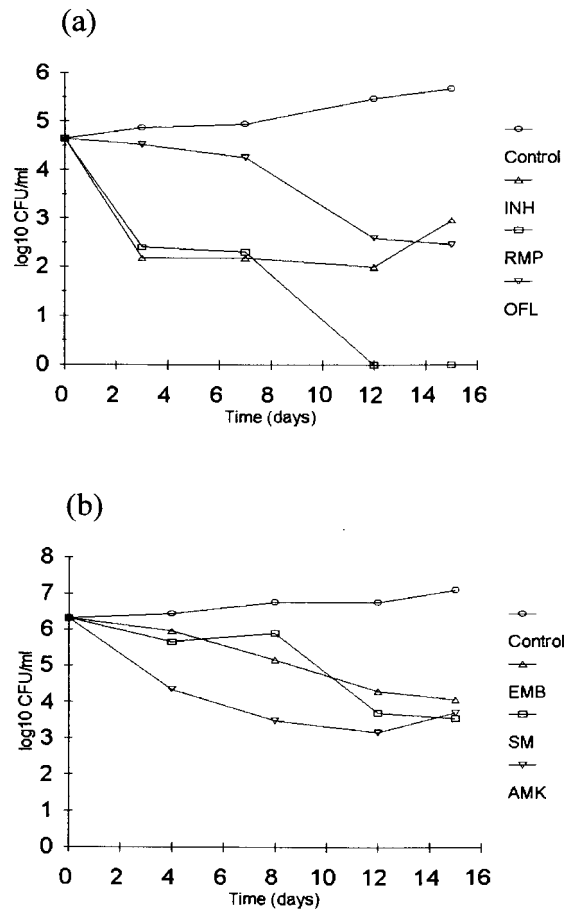 (a)
6
5
4
3
2
1
0
log10 CFU/ml
0 2 4 6 8 10 12 14 16
Time (days)
Control
INH
RMP
OFL
(b)
8
7
6
5
4
3
2
1
0
log10 CFU/ml
0 2 4 6 8 10 12 14 16
Time (days)
Control
EMB
SM
AMK